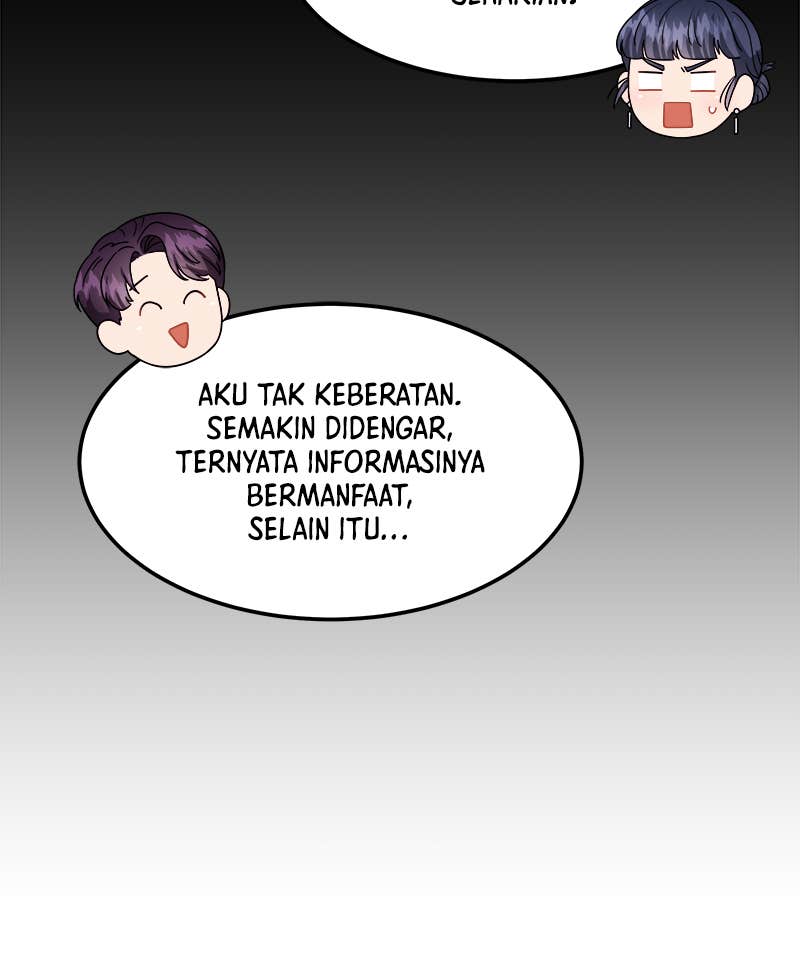 AKU TAK KEBERATAN.
SEMAKIN DIDENGAR,
TERNYATA INFORMASINYA
BERMANFAAT,
SELAIN ITU...